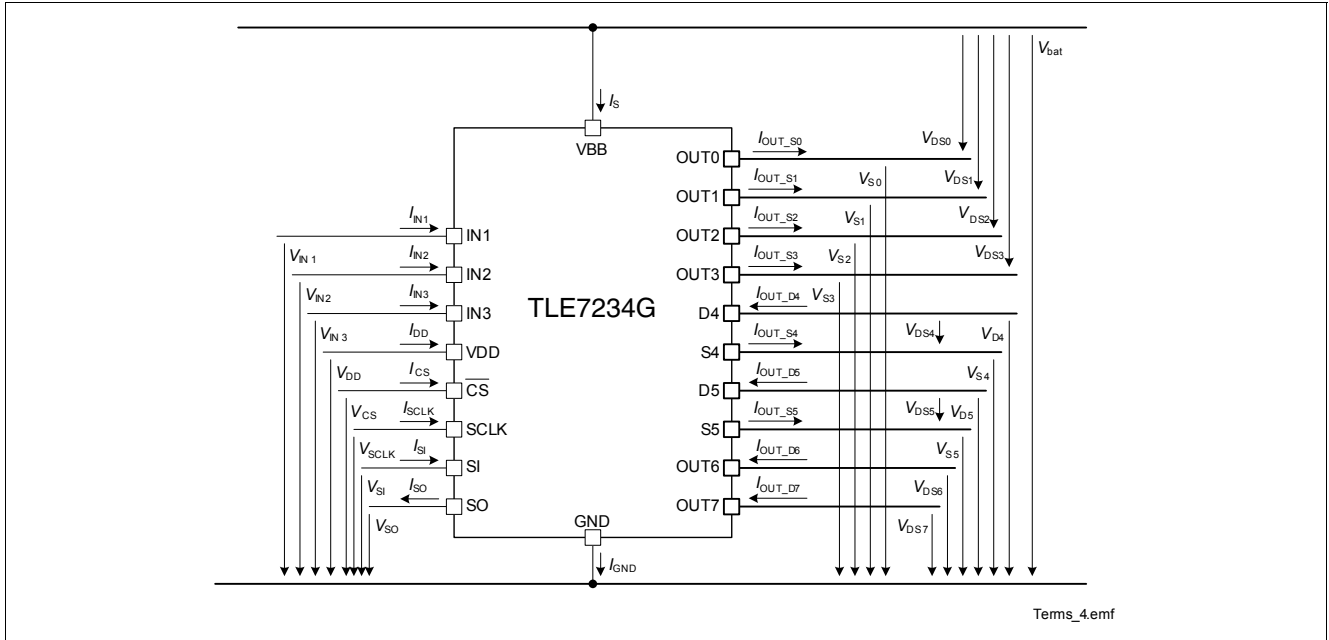 Vbat
IS
VBB
OUT0
IOUT_S0
VDS0
VS0
OUT1
IOUT_S1
VDS1
VS1
OUT2
IOUT_S2
VDS2
VS2
OUT3
IOUT_S3
VDS3
VS3
D4
IOUT_D4
VD4
S4
IOUT_S4
VDS4
VS4
D5
IOUT_D5
VD5
S5
IOUT_S5
VDS5
VS5
OUT6
IOUT_D6
VDS6
OUT7
IOUT_D7
VDS7
TLE7234G
IIN1
IN1
VIN 1
IIN2
IN2
VIN2
IIN3
IN3
VIN 3
IDD
VDD
VDD
ICS
CS
VCS
ISCLK
SCLK
VSCLK
ISI
SI
VSI
ISO
SO
VSO
GND
IGND
Terms_4.emf